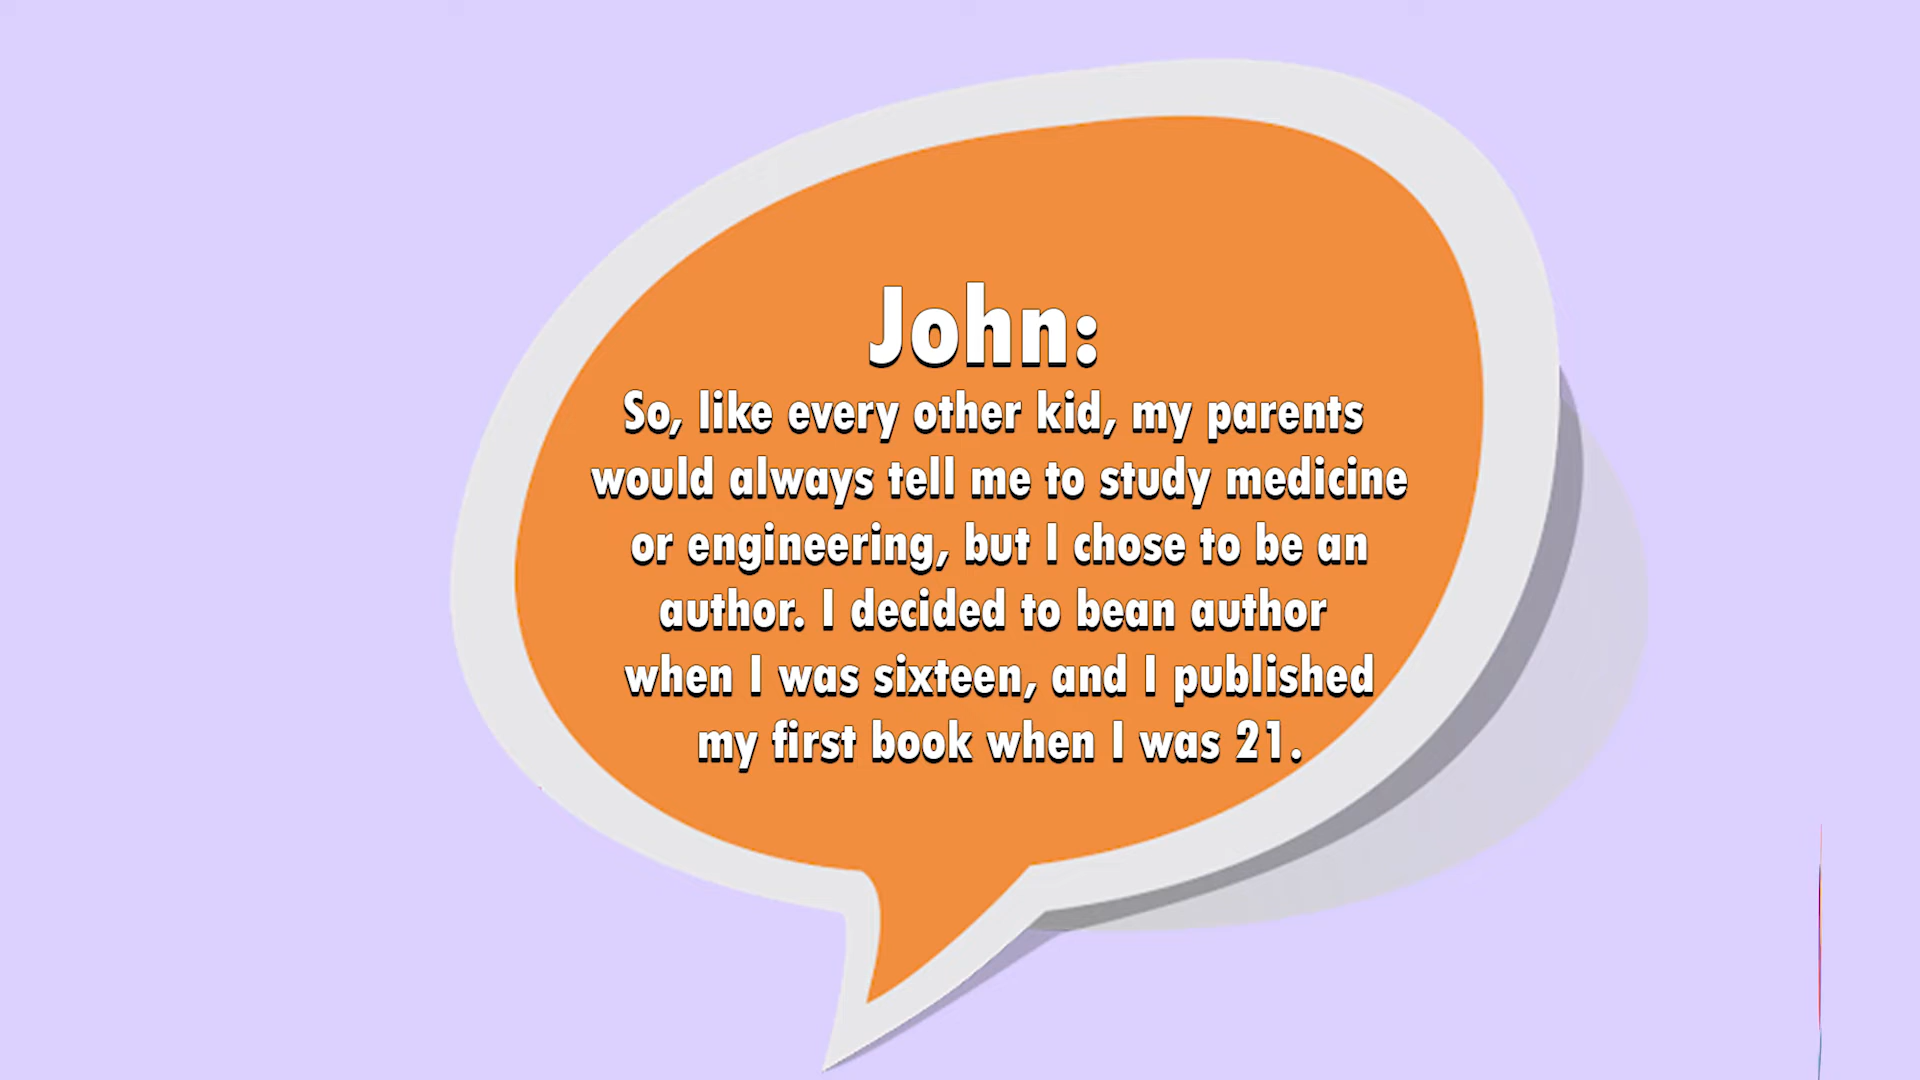 John:
So, like every other kid, my parents
would always tell me to study medicine
or engineering, but I chose to be an
author. I decided to bean author
when I was sixteen, and I published
my first book when I was 21.